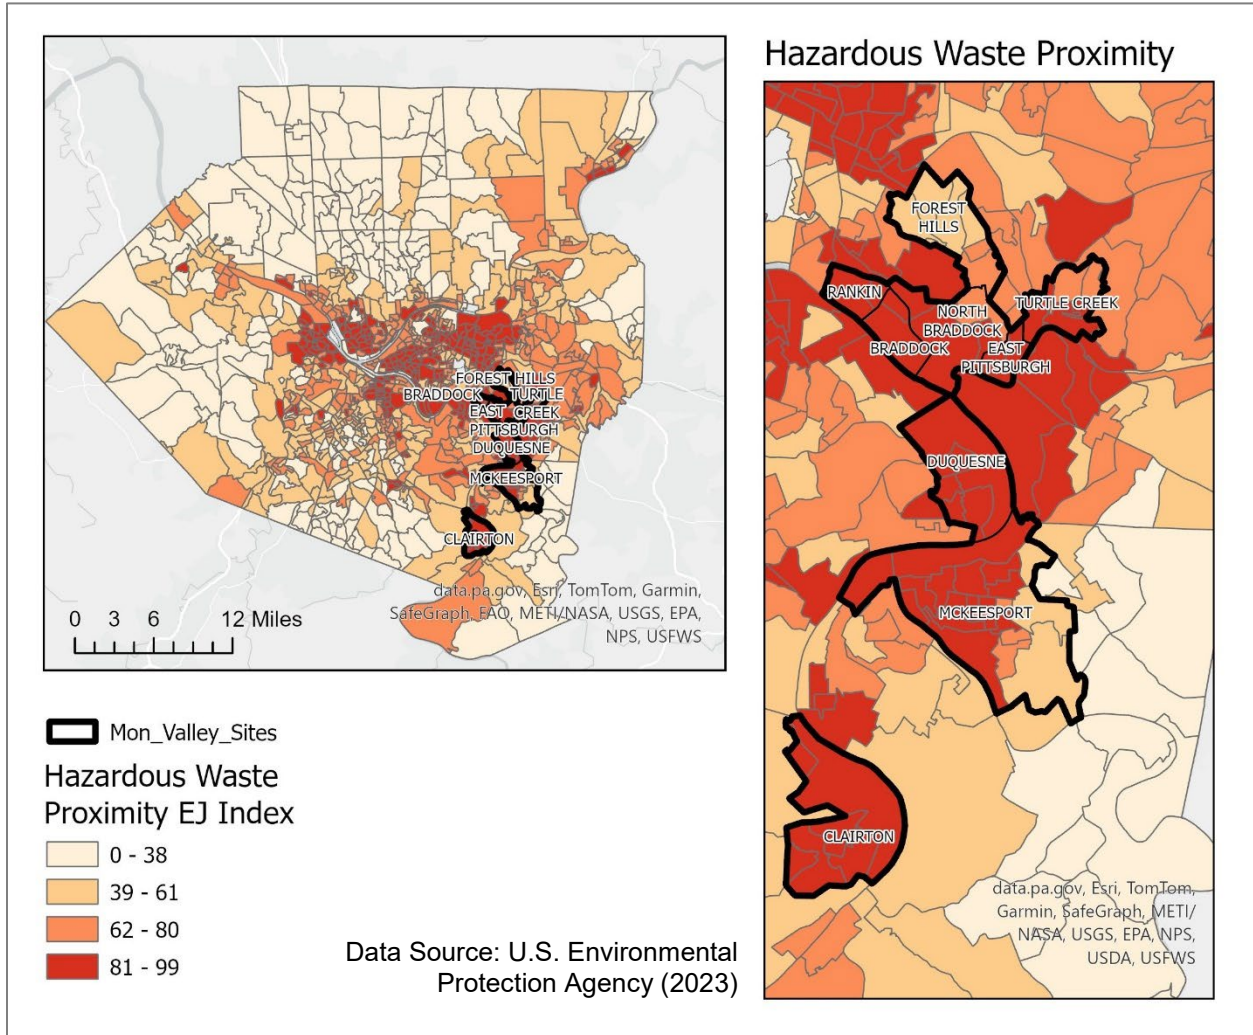 Hazardous Waste Proximity
FOREST HILLS
BRADDOCK
TURTLE
EAST
CREEK
PITTSBURGH
DUQUESNE
MCKEESPORT
CLAIRTON
data.pa.gov, Esri, TomTom, Garmin,
SafeGraph, FAO, METI/NASA, USGS, EPA,
NPS, USFWS
0 3 6 12 Miles
FOREST
HILLS
RANKIN
TURTLE CREEK
NORTH
BRADDOCK
BRADDOCK
EAST
PITTSBURGH
DUQUESNE
MCKEESPORT
CLAIRTON
data.pa.gov, Esri, TomTom,
Garmin, SafeGraph, METI/
NASA, USGS, EPA, NPS,
USDA, USFWS
Mon_Valley_Sites
Hazardous Waste
Proximity EJ Index
0 - 38
39 - 61
62 - 80
81 - 99
Data Source: U.S. Environmental
Protection Agency (2023)